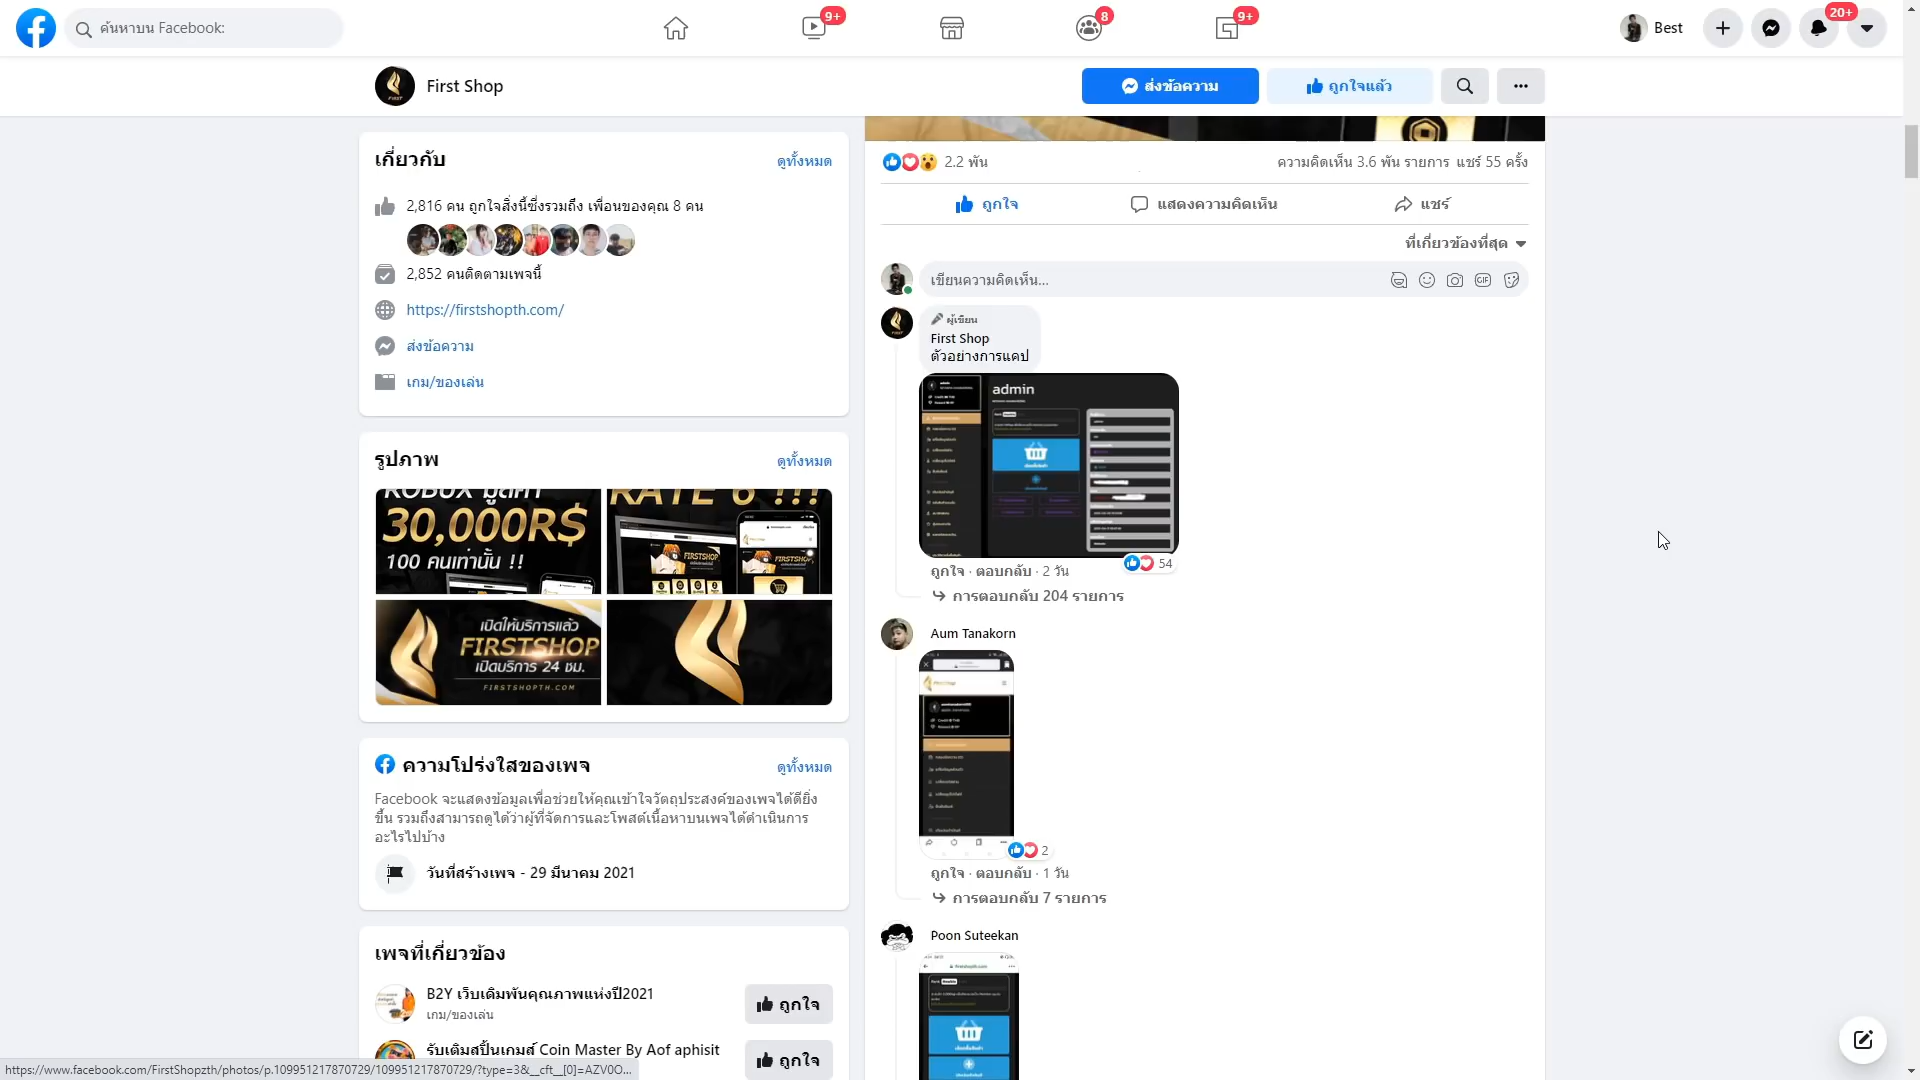 ค้นหาบน Facebook:
9+
8
9+
Best
20+
First Shop
ส่งข้อความ
ถูกใจแล้ว
เกี่ยวกับ
ดูทั้งหมด
2,816 คน ถูกใจสิ่งนี้ซึ่งรวมถึง เพื่อนของคุณ 8 คน
2,852 คนติดตามเพจนี้
https://firstshopth.com/
ส่งข้อความ
เกม/ของเล่น
รูปภาพ
ดูทั้งหมด
ROBUX มูลค่า
30,000R$
100 คนเท่านั้น !!
RATE 6 !!!
FIRSTSHOP
เปิดให้บริการแล้ว
FIRSTSHOP
เปิดบริการ 24 ชม.
FIRSTSHOPTH.COM
ความโปร่งใสของเพจ
ดูทั้งหมด
Facebook จะแสดงข้อมูลเพื่อช่วยให้คุณเข้าใจวัตถุประสงค์ของเพจได้ดียิ่ง
ขึ้น รวมถึงสามารถดูได้ว่าผู้ที่จัดการและโพสต์เนื้อหาบนเพจได้ดำเนินการ
อะไรไปบ้าง
วันที่สร้างเพจ - 29 มีนาคม 2021
เพจที่เกี่ยวข้อง
B2Y เว็บเติมพันคุณภาพแห่งปี2021
เกม/ของเล่น
ถูกใจ
รับเติมสปิ้นเกมส์ Coin Master By Aof aphisit
ถูกใจ
https://www.facebook.com/FirstShopzth/photos/p.109951217870729/109951217870729/?type=3&__cft__[0]=AZV0O...
2.2 พัน
ความคิดเห็น 3.6 พัน รายการ แชร์ 55 ครั้ง
ถูกใจ
แสดงความคิดเห็น
แชร์
ที่เกี่ยวข้องที่สุด
เขียนความคิดเห็น...
GIF
ผู้เขียน
First Shop
ตัวอย่างการแคป
admin
54
ถูกใจ · ตอบกลับ · 2 วัน
การตอบกลับ 204 รายการ
Aum Tanakorn
2
ถูกใจ · ตอบกลับ · 1 วัน
การตอบกลับ 7 รายการ
Poon Suteekan